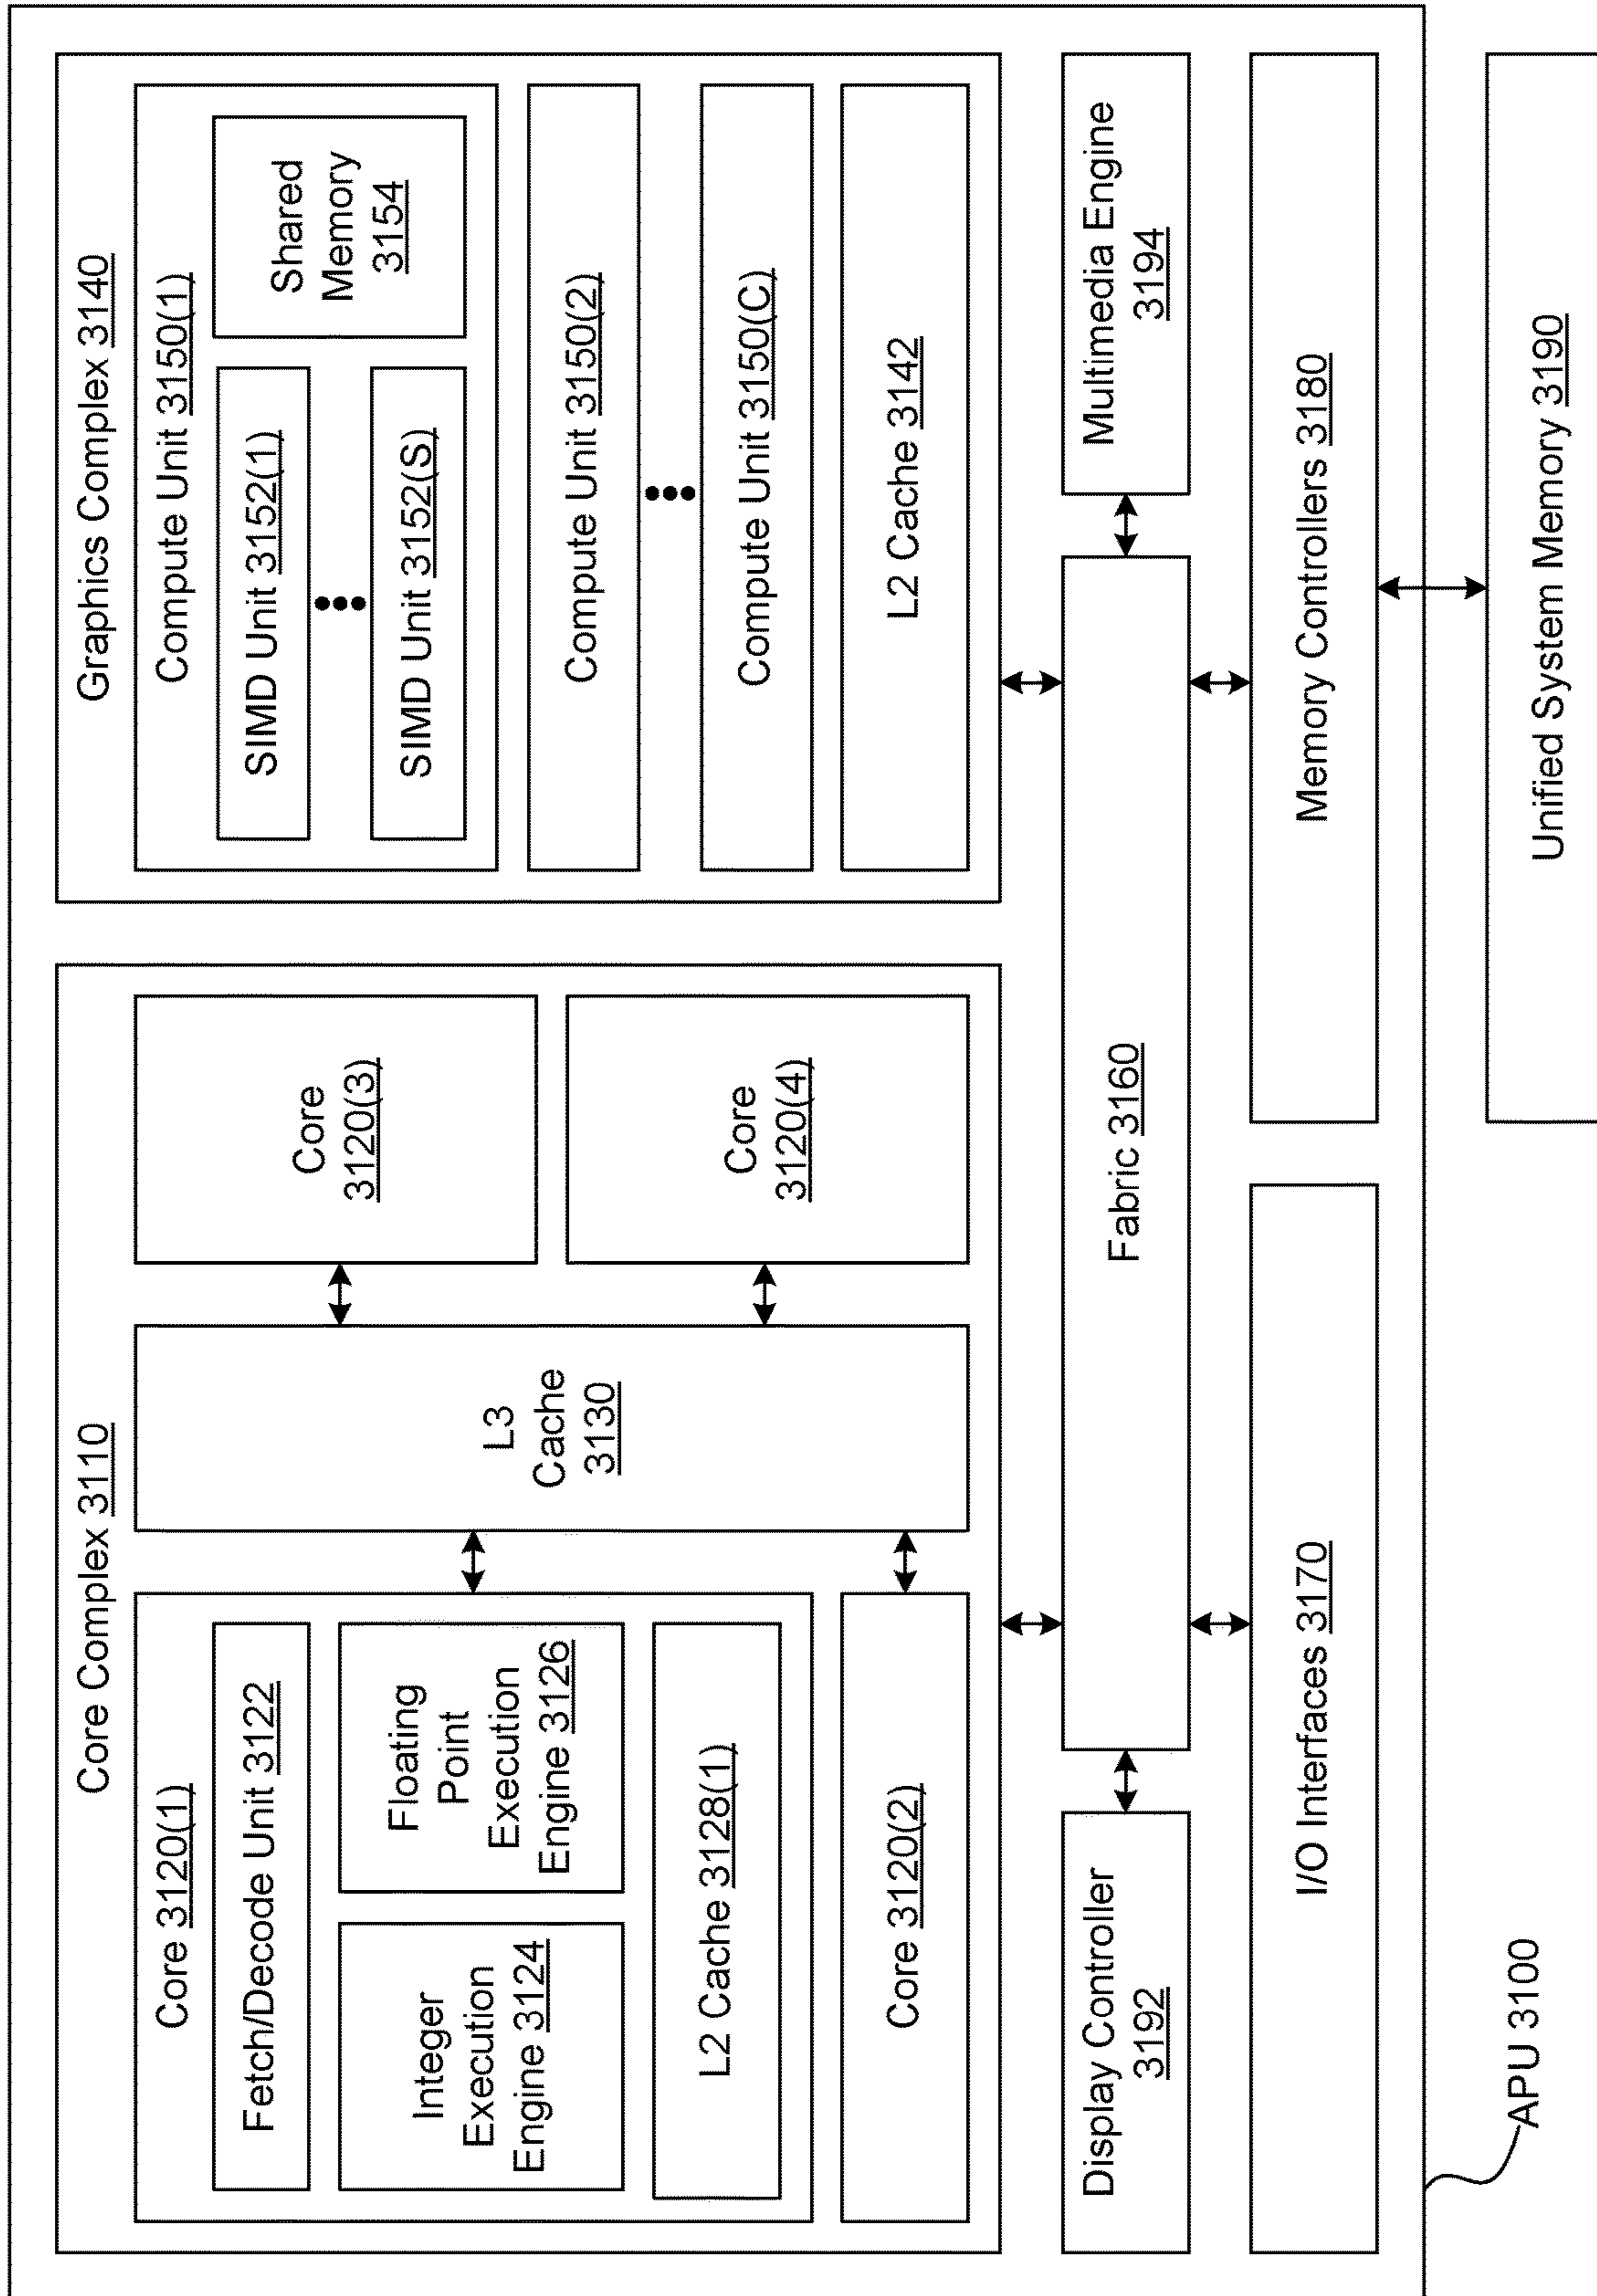 Core Complex 3110
Core 3120(1)
Fetch/Decode Unit 3122
Integer
Execution
Engine 3124
Floating
Point
Execution
Engine 3126
L2 Cache 3128(1)
Core 3120(2)
L3
Cache
3130
Core
3120(3)
Core
3120(4)
Graphics Complex 3140
Compute Unit 3150(1)
SIMD Unit 3152(1)
SIMD Unit 3152(S)
Shared
Memory
3154
Compute Unit 3150(2)
Compute Unit 3150(C)
L2 Cache 3142
Display Controller
3192
Fabric 3160
Multimedia Engine
3194
I/O Interfaces 3170
Memory Controllers 3180
APU 3100
Unified System Memory 3190